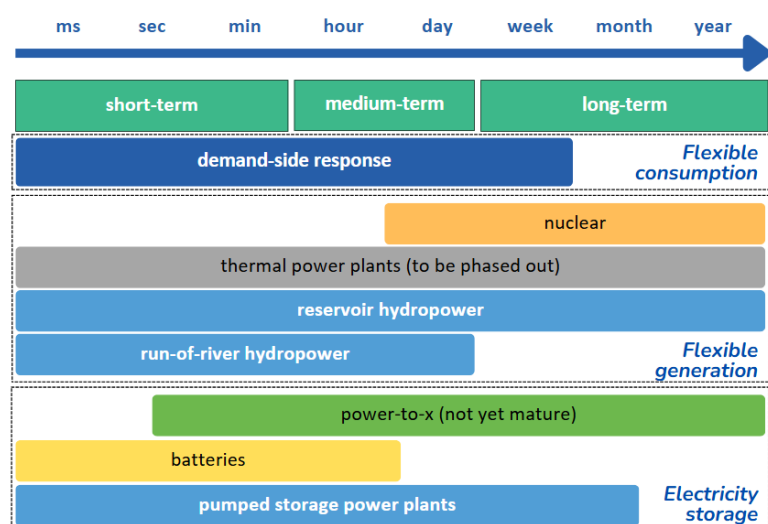 ms sec min hour day week month year
short-term medium-term long-term
demand-side response
Flexible
consumption
nuclear
thermal power plants (to be phased out)
reservoir hydropower
run-of-river hydropower
Flexible
generation
power-to-x (not yet mature)
batteries
pumped storage power plants
Electricity
storage